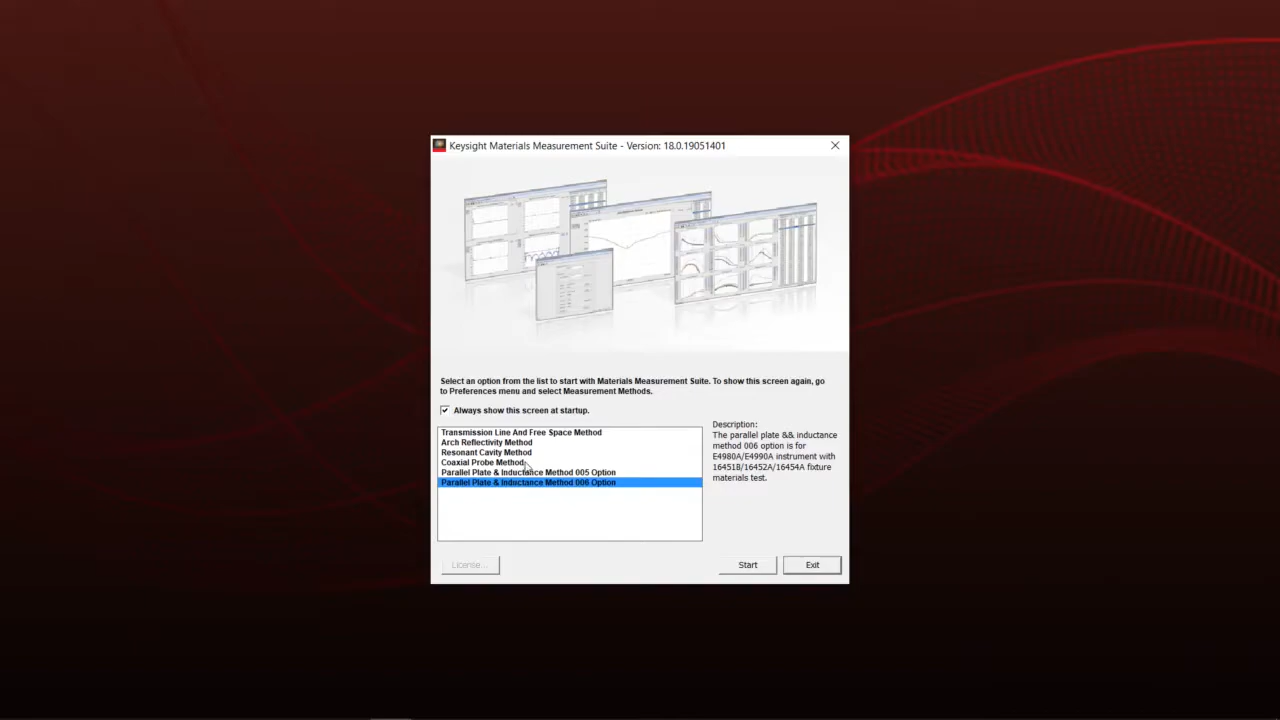 Keysight Materials Measurement Suite - Version: 18.0.19051401
Select an option from the list to start with Materials Measurement Suite. To show this screen again, go
to Preferences menu and select Measurement Methods.
Always show this screen at startup.
Transmission Line And Free Space Method
Arch Reflectivity Method
Resonant Cavity Method
Coaxial Probe Method
Parallel Plate & Inductance Method 005 Option
Parallel Plate & Inductance Method 006 Option
Description:
The parallel plate && inductance
method 006 option is for
E4980A/E4990A instrument with
16451B/16452A/16454A fixture
materials test.
License...
Start
Exit